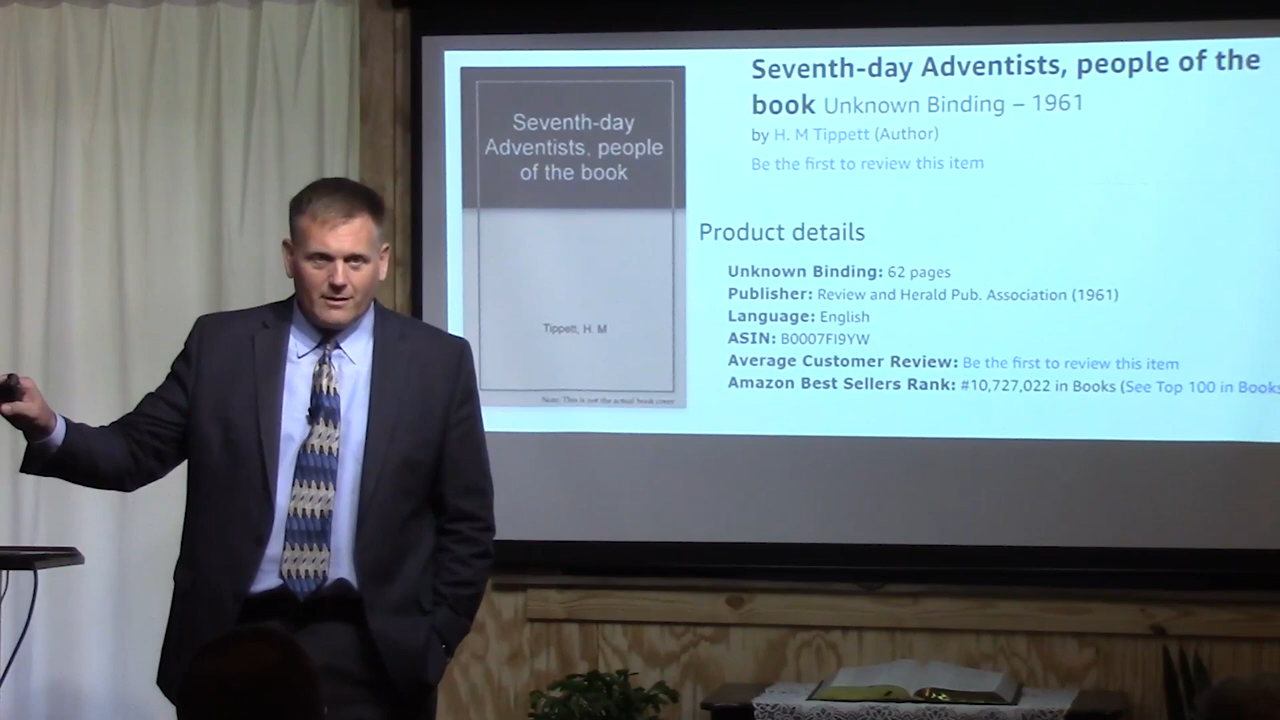 Seventh-day
Adventists, people
of the book
Tippett, H. M
Note: This is not the actual book cover
Seventh-day Adventists, people of the
book Unknown Binding – 1961
by H. M Tippett (Author)
Be the first to review this item
Product details
Unknown Binding: 62 pages
Publisher: Review and Herald Pub. Association (1961)
Language: English
ASIN: B0007FI9YW
Average Customer Review: Be the first to review this item
Amazon Best Sellers Rank: #10,727,022 in Books (See Top 100 in Books